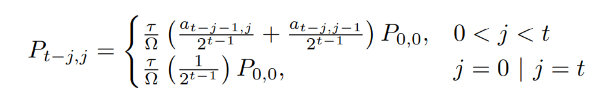 P_{t-j,j} = \begin{cases} \frac{\tau}{\Omega} \left( \frac{a_{t-j-1,j}}{2^{t-1}} + \frac{a_{t-j,j-1}}{2^{t-1}} \right) P_{0,0}, & 0 < j < t \\ \frac{\tau}{\Omega} \left( \frac{1}{2^{t-1}} \right) P_{0,0}, & j = 0 \mid j = t \end{cases}